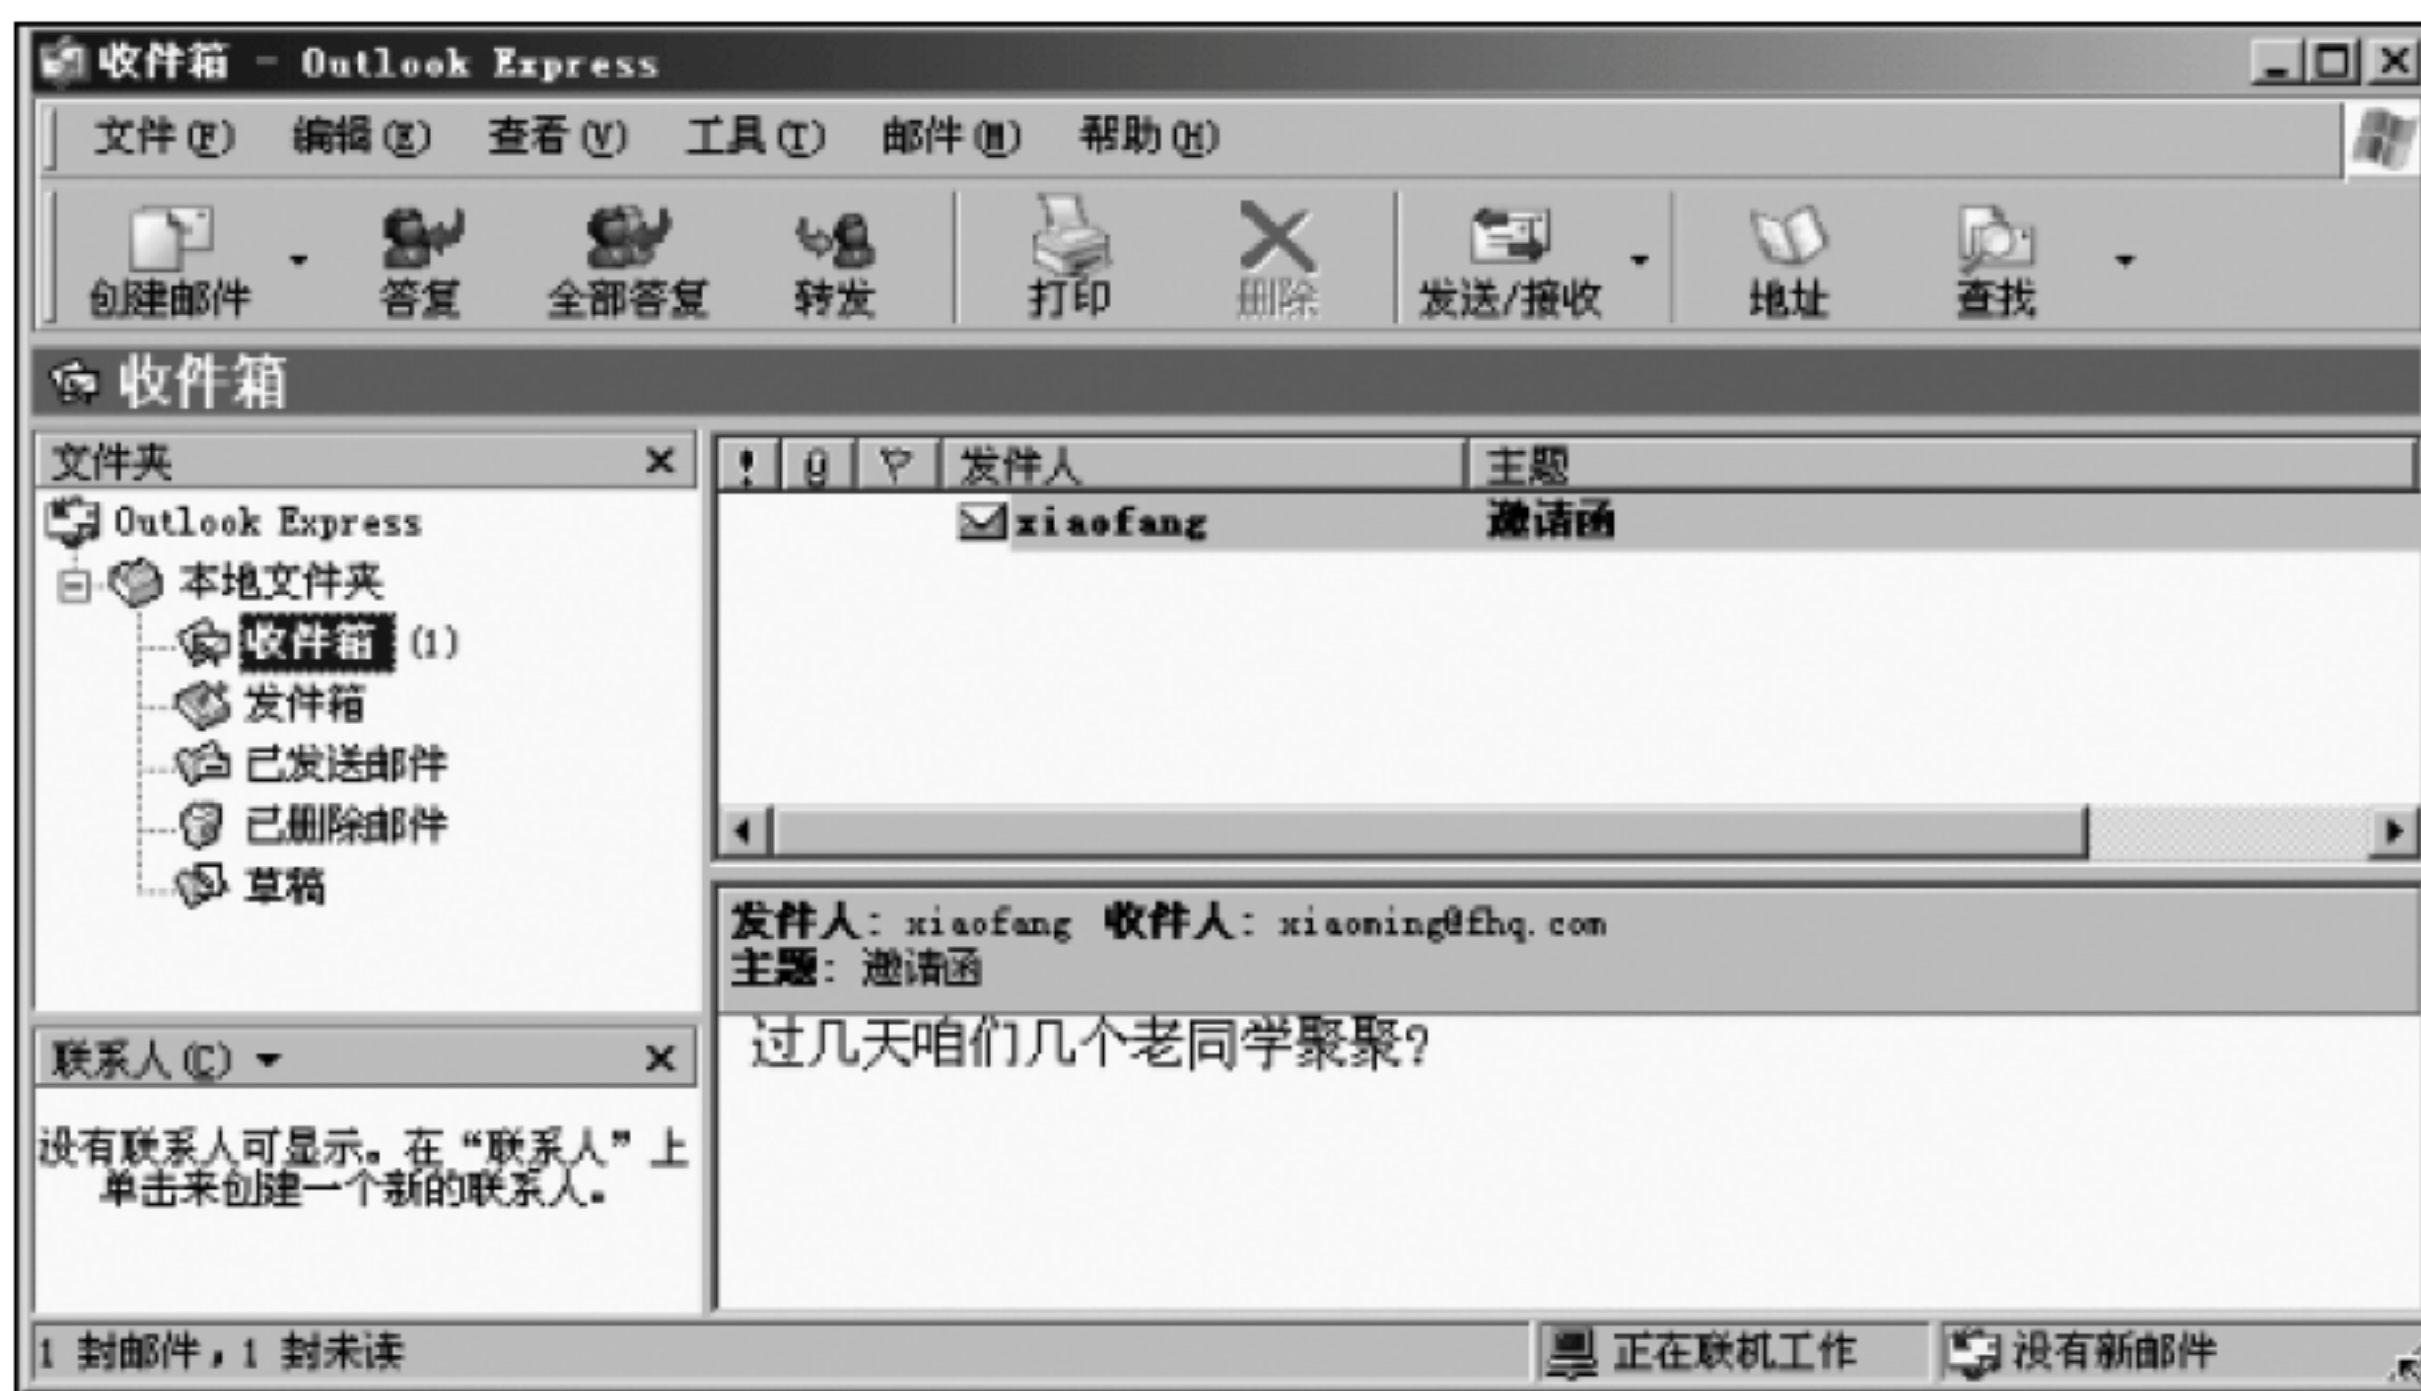 收件箱 - Outlook Express
文件(F) 编辑(E) 查看(V) 工具(T) 邮件(M) 帮助(H)
创建邮件 答复 全部答复 转发 打印 删除 发送/接收 地址 查找
收件箱
文件夹
Outlook Express
本地文件夹
收件箱 (1)
发件箱
已发送邮件
已删除邮件
草稿
联系人(C)
没有联系人可显示。在“联系人”上
单击来创建一个新的联系人。
! 发件人 主题
xiaofang 邀请函
发件人: xiaofang 收件人: xiaoning@fhq.com
主题: 邀请函
过几天咱们几个老同学聚聚?
1 封邮件，1 封未读 正在联机工作 没有新邮件